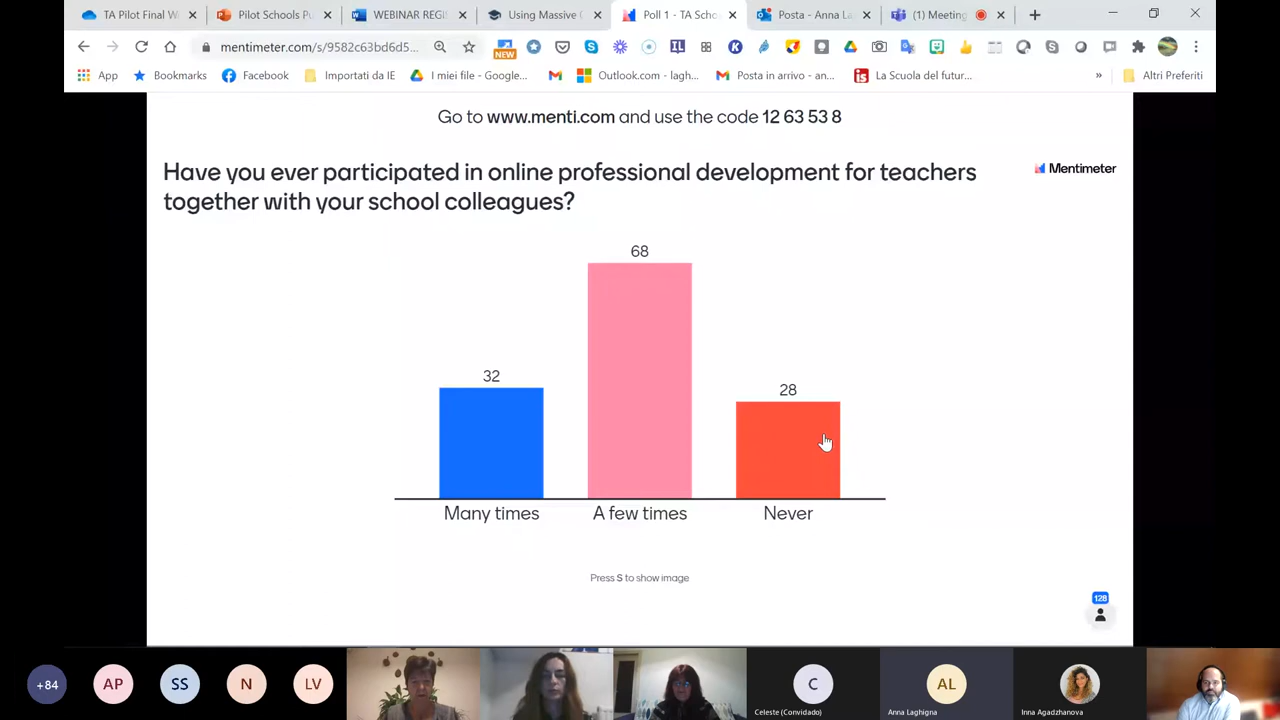 TA Pilot Final W
Pilot Schools Pu
WEBINAR REGIS
Using Massive O
Poll 1 - TA Scho
Posta - Anna La
(1) Meeting
mentimeter.com/s/9582c63bd6d5...
NEW
App
Bookmarks
Facebook
Importati da IE
I miei file - Google...
Outlook.com - lagh...
Posta in arrivo - an...
La Scuola del futur...
»
Altri Preferiti
Go to www.menti.com and use the code 12 63 53 8
Have you ever participated in online professional development for teachers
together with your school colleagues?
Mentimeter
68
32
28
Many times
A few times
Never
Press S to show image
128
+84
AP
SS
N
LV
C
AL
Celeste (Convidado)
Anna Laghigna
Inna Agadzhanova